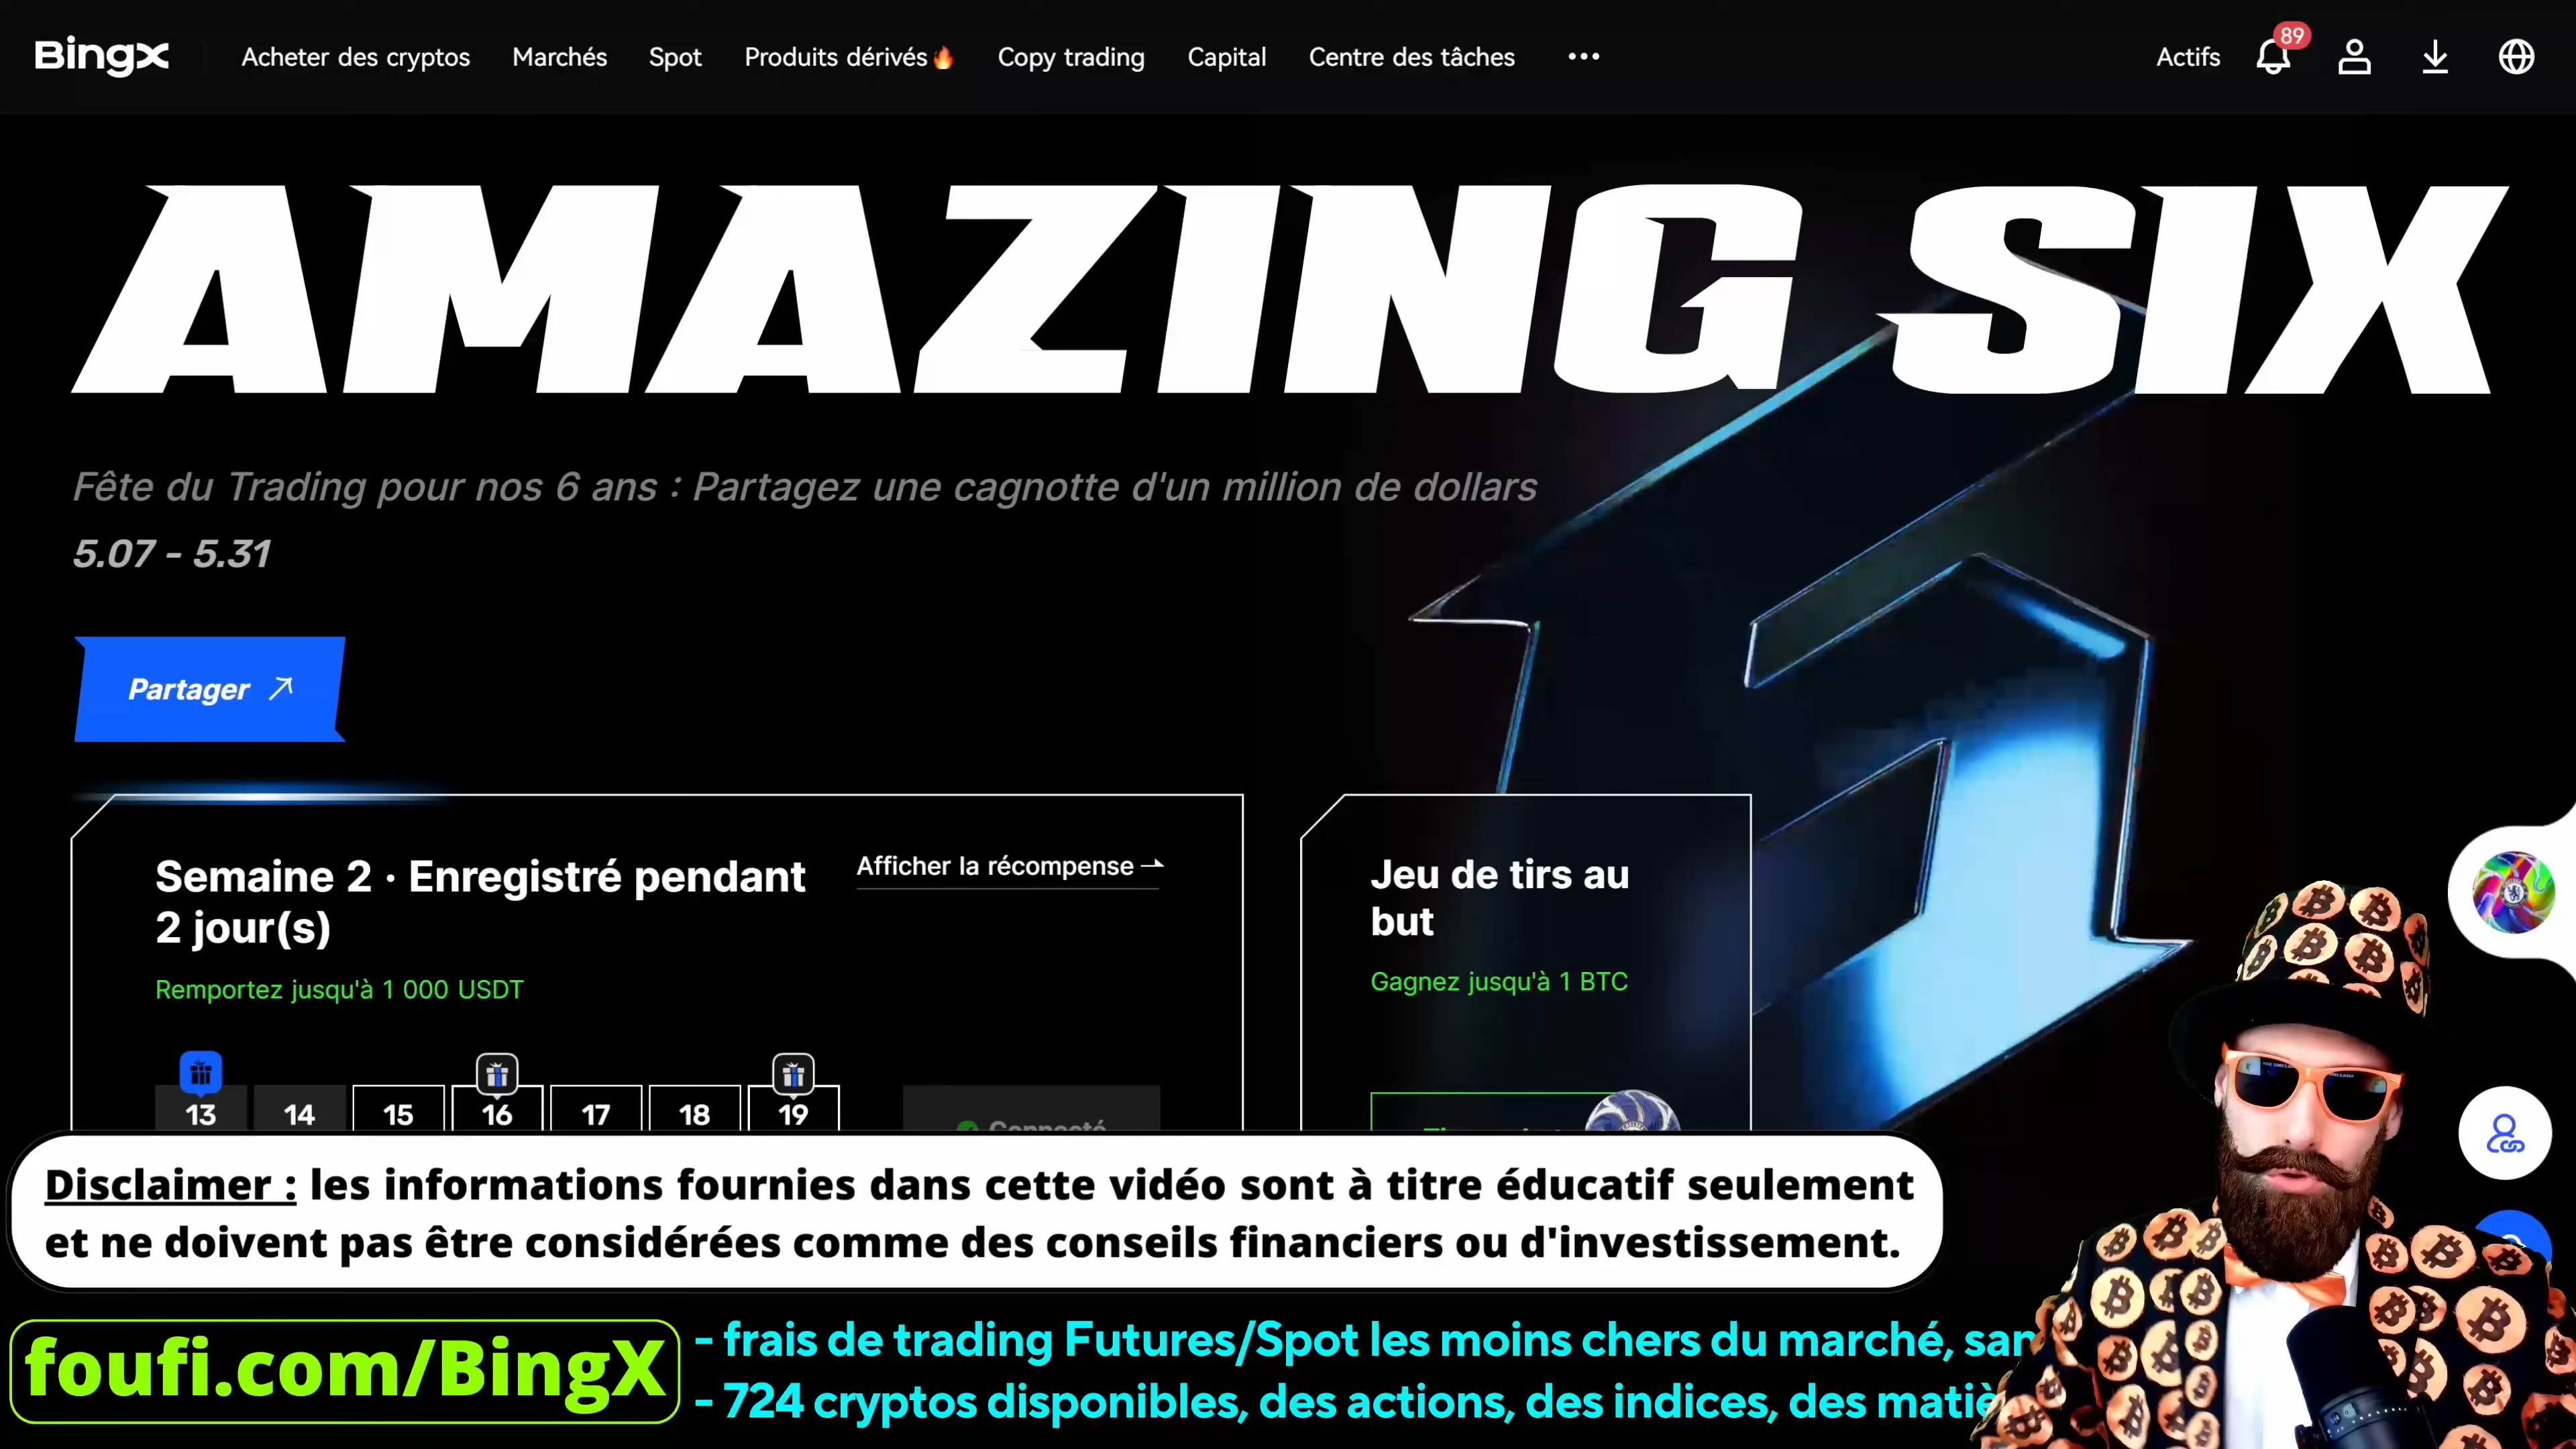 BingX
Acheter des cryptos
Marchés
Spot
Produits dérivés
Copy trading
Capital
Centre des tâches
Actifs
89
AMAZING SIX
Fête du Trading pour nos 6 ans : Partagez une cagnotte d'un million de dollars
5.07 - 5.31
Partager
Semaine 2 · Enregistré pendant
2 jour(s)
Afficher la récompense
Remportez jusqu'à 1 000 USDT
13 14 15 16 17 18 19
Connecté
Jeu de tirs au
but
Gagnez jusqu'à 1 BTC
Disclaimer : les informations fournies dans cette vidéo sont à titre éducatif seulement
et ne doivent pas être considérées comme des conseils financiers ou d'investissement.
foufi.com/BingX
- frais de trading Futures/Spot les moins chers du marché,
- 724 cryptos disponibles, des actions, des indices, des